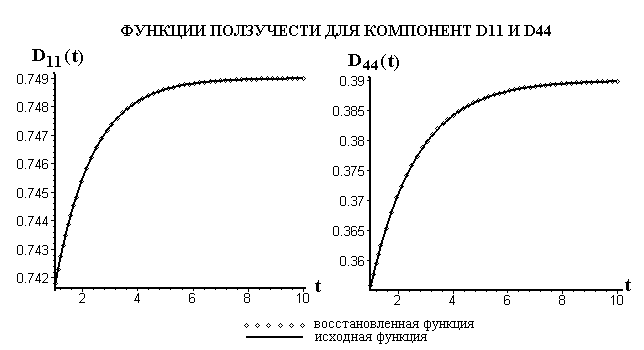 ФУНКЦИИ ПОЛЗУЧЕСТИ ДЛЯ КОМПОНЕНТ D11 И D44
D11(t)
0.749
0.748
0.747
0.746
0.745
0.744
0.743
0.742
2 4 6 8 10 t
D44(t)
0.39
0.385
0.38
0.375
0.37
0.365
0.36
2 4 6 8 10 t
восстановленная функция
исходная функция